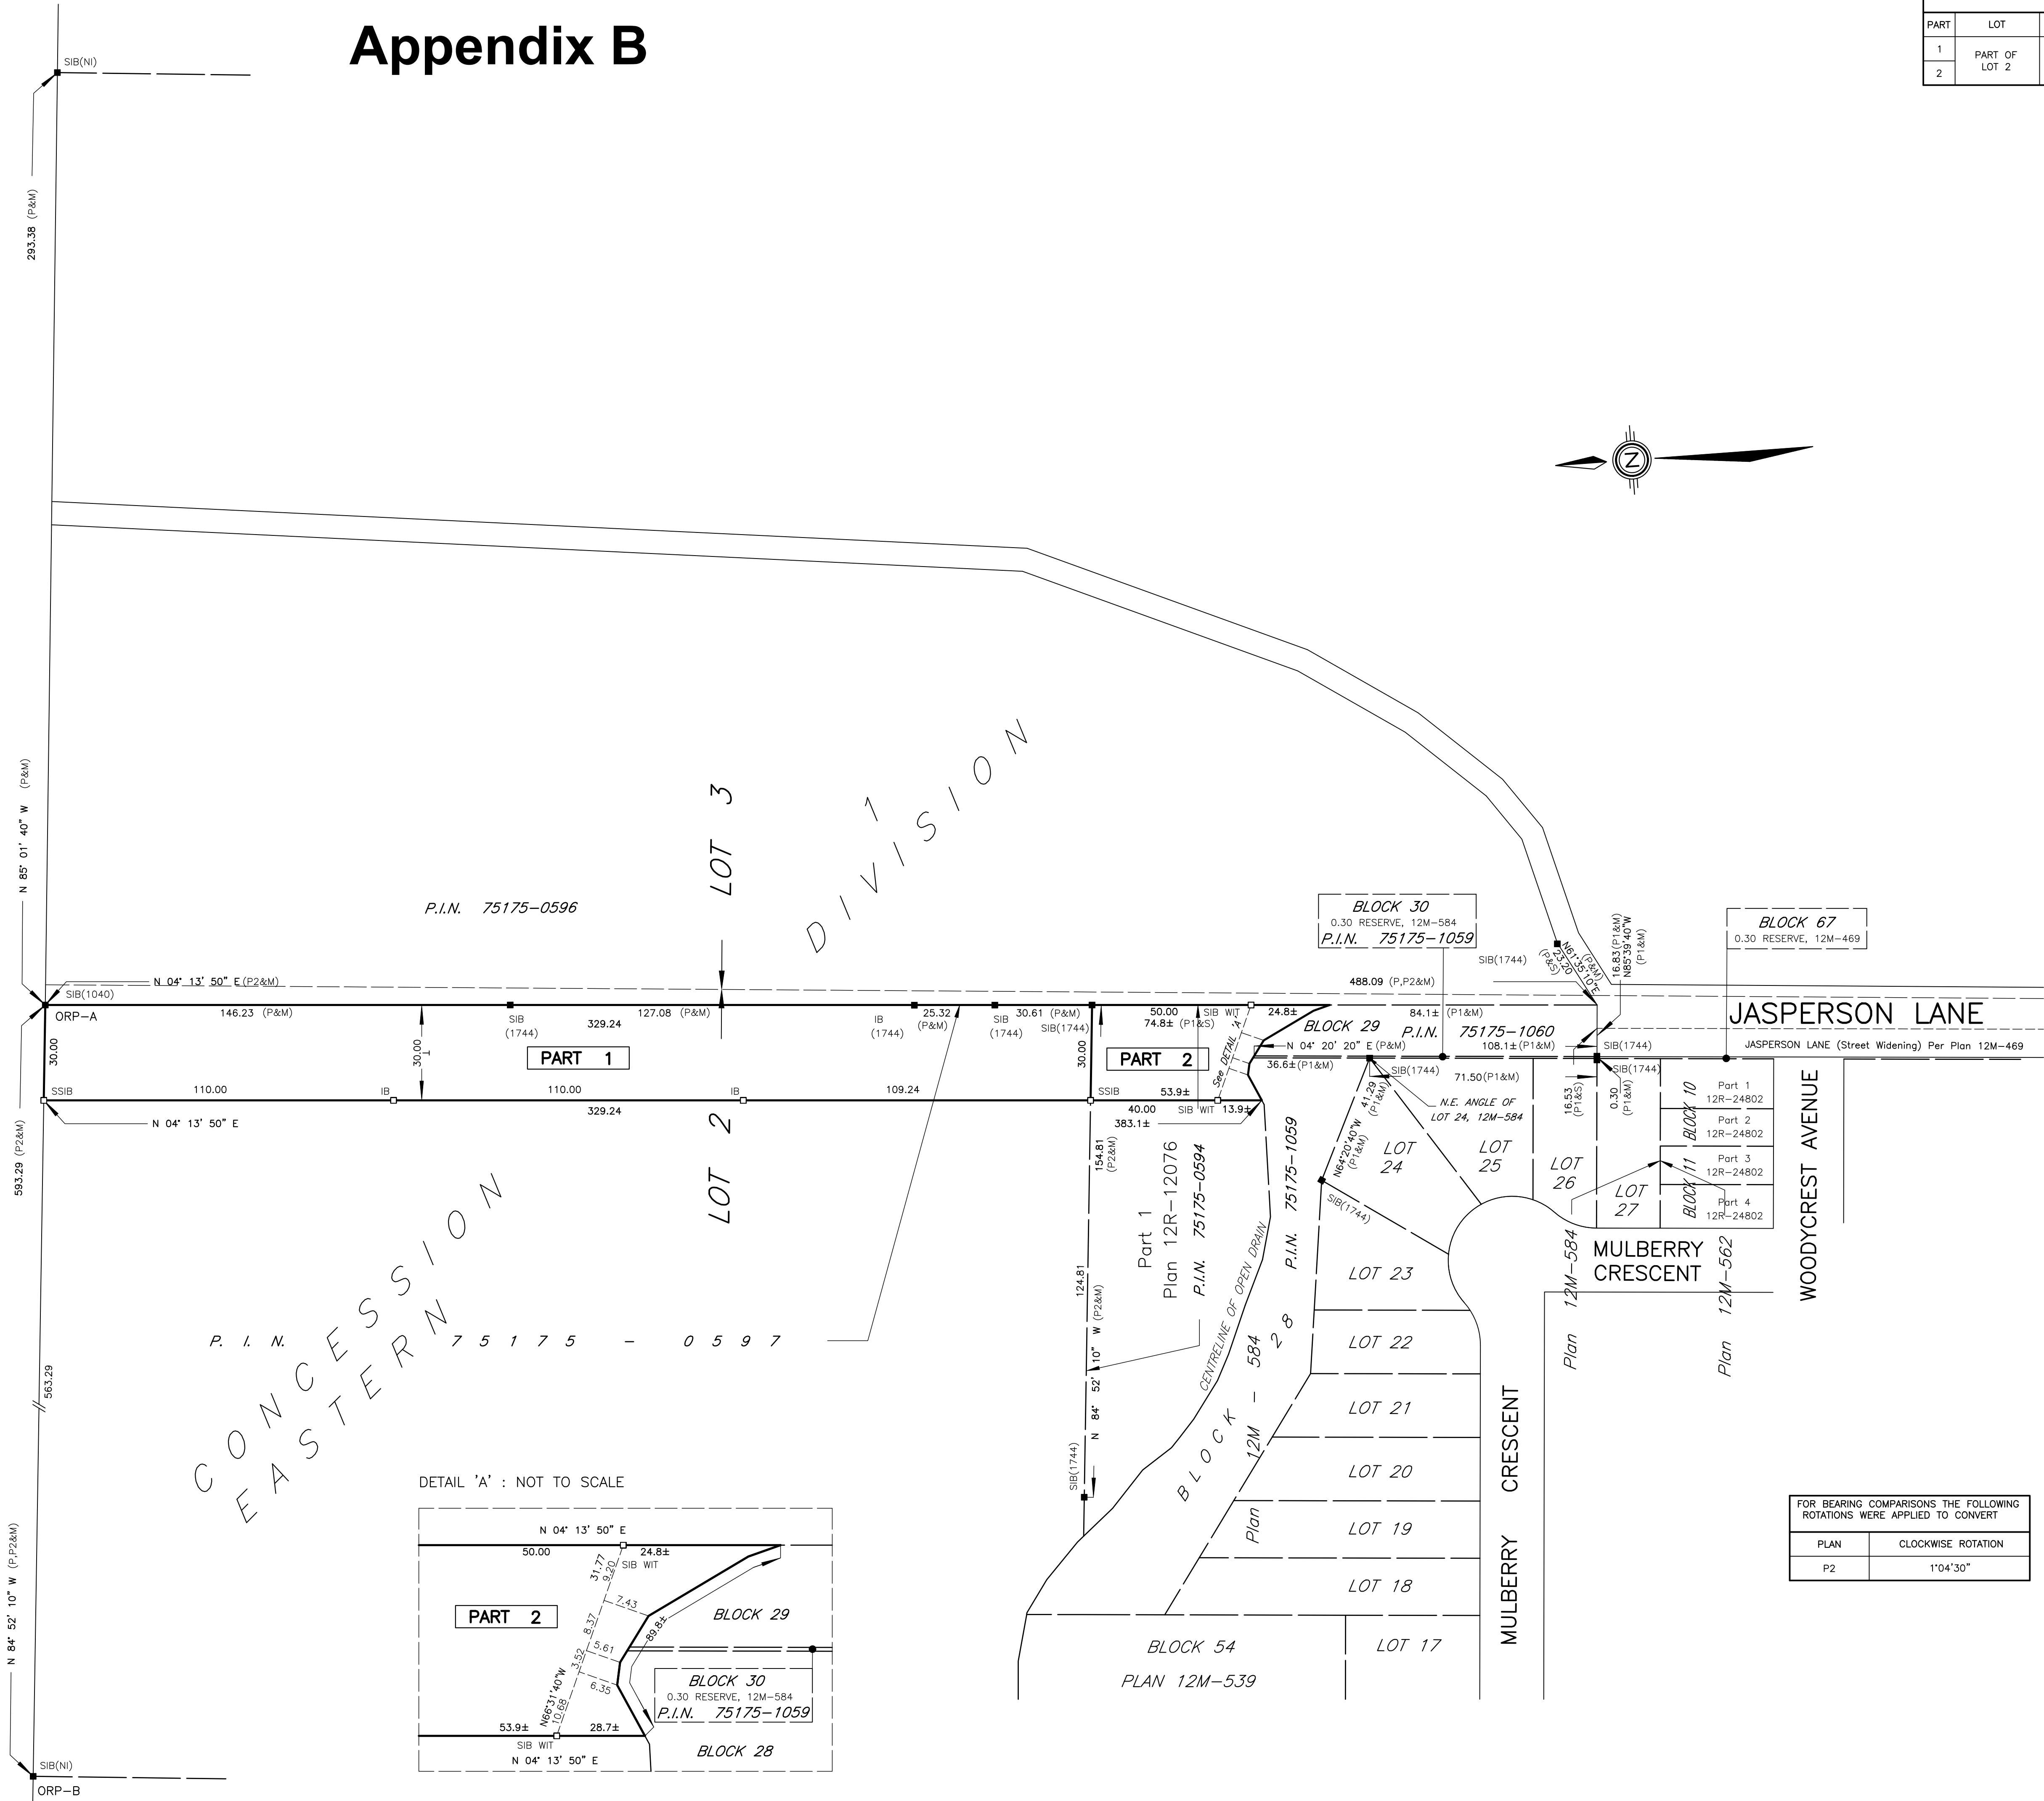 Appendix B
PART LOT
1
PART OF
LOT 2
2
SIB(NI)
293.38 (P&M)
N 85° 01' 40" W (P&M)
P.I.N. 75175-0596
LOT 3
DIVISION 1
Z
BLOCK 30
0.30 RESERVE, 12M-584
P.I.N. 75175-1059
BLOCK 67
0.30 RESERVE, 12M-469
SIB(1744)
N61°35'10"E
(P&M)
23.20
(P&S)
16.83(P1&M)
N85°39'40"W
(P1&M)
488.09 (P,P2&M)
N 04° 13' 50" E (P2&M)
SIB(1040)
ORP-A
146.23 (P&M)
SIB
(1744)
329.24
127.08 (P&M)
IB
(1744)
25.32
(P&M)
SIB
(1744)
30.61 (P&M)
SIB(1744)
50.00
SIB WIT
24.8±
74.8± (P1&S)
84.1± (P1&M)
BLOCK 29
P.I.N. 75175-1060
JASPERSON LANE
JASPERSON LANE (Street Widening) Per Plan 12M-469
30.00
30.00
⊥
PART 1
30.00
PART 2
See DETAIL 'A'
N 04° 20' 20" E (P&M)
36.6± (P1&M)
108.1± (P1&M)
SIB(1744)
SIB(1744)
SIB(1744)
71.50(P1&M)
SSIB
110.00
IB
110.00
IB
109.24
329.24
SSIB
53.9±
40.00
SIB WIT
13.9±
383.1±
N 04° 13' 50" E
593.29 (P2&M)
41.29
(P1&M)
N64°20'40"W
(P1&M)
N.E. ANGLE OF
LOT 24, 12M-584
16.53
(P1&S)
0.30
(P1&M)
BLOCK 10
Part 1
12R-24802
Part 2
12R-24802
BLOCK 11
Part 3
12R-24802
Part 4
12R-24802
WOODYCREST AVENUE
LOT 2
154.81
(P2&M)
124.81
N 84° 52' 10" W (P2&M)
SIB(1744)
Part 1
Plan 12R-12076
P.I.N. 75175-0594
CENTRELINE OF OPEN DRAIN
P.I.N. 75175-1059
BLOCK 28
Plan 12M - 584
SIB(1744)
LOT
24
LOT
25
LOT
26
LOT
27
LOT 23
LOT 22
LOT 21
LOT 20
LOT 19
LOT 18
LOT 17
MULBERRY
CRESCENT
MULBERRY CRESCENT
Plan 12M-584
Plan 12M-562
BLOCK 54
PLAN 12M-539
P. I. N. 75175 - 0597
CONCESSION
EASTERN
563.29
N 84° 52' 10" W (P,P2&M)
SIB(NI)
ORP-B
DETAIL 'A' : NOT TO SCALE
N 04° 13' 50" E
50.00
24.8±
SIB WIT
31.77
9.20
7.43
8.37
5.61
3.52
6.35
10.68
N66°31'40"W
89.8±
PART 2
BLOCK 29
BLOCK 30
0.30 RESERVE, 12M-584
P.I.N. 75175-1059
53.9±
28.7±
SIB WIT
N 04° 13' 50" E
BLOCK 28
FOR BEARING COMPARISONS THE FOLLOWING
ROTATIONS WERE APPLIED TO CONVERT
PLAN CLOCKWISE ROTATION
P2 1°04'30"